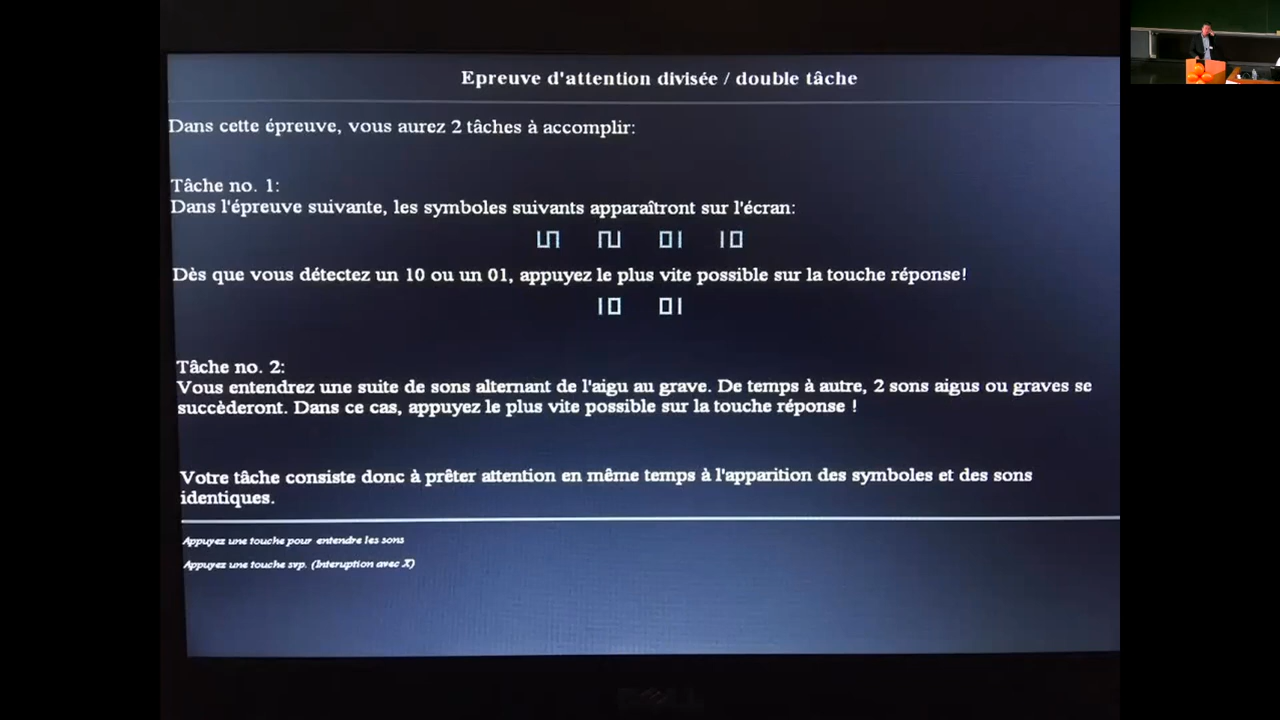 Epreuve d'attention divisée / double tâche
Dans cette épreuve, vous aurez 2 tâches à accomplir:
Tâche no. 1:
Dans l'épreuve suivante, les symboles suivants apparaîtront sur l'écran:
01 10
Dès que vous détectez un 10 ou un 01, appuyez le plus vite possible sur la touche réponse!
10 01
Tâche no. 2:
Vous entendrez une suite de sons alternant de l'aigu au grave. De temps à autre, 2 sons aigus ou graves se
succèderont. Dans ce cas, appuyez le plus vite possible sur la touche réponse !
Votre tâche consiste donc à prêter attention en même temps à l'apparition des symboles et des sons
identiques.
Appuyez une touche pour entendre les sons
Appuyez une touche svp. (Interuption avec X)